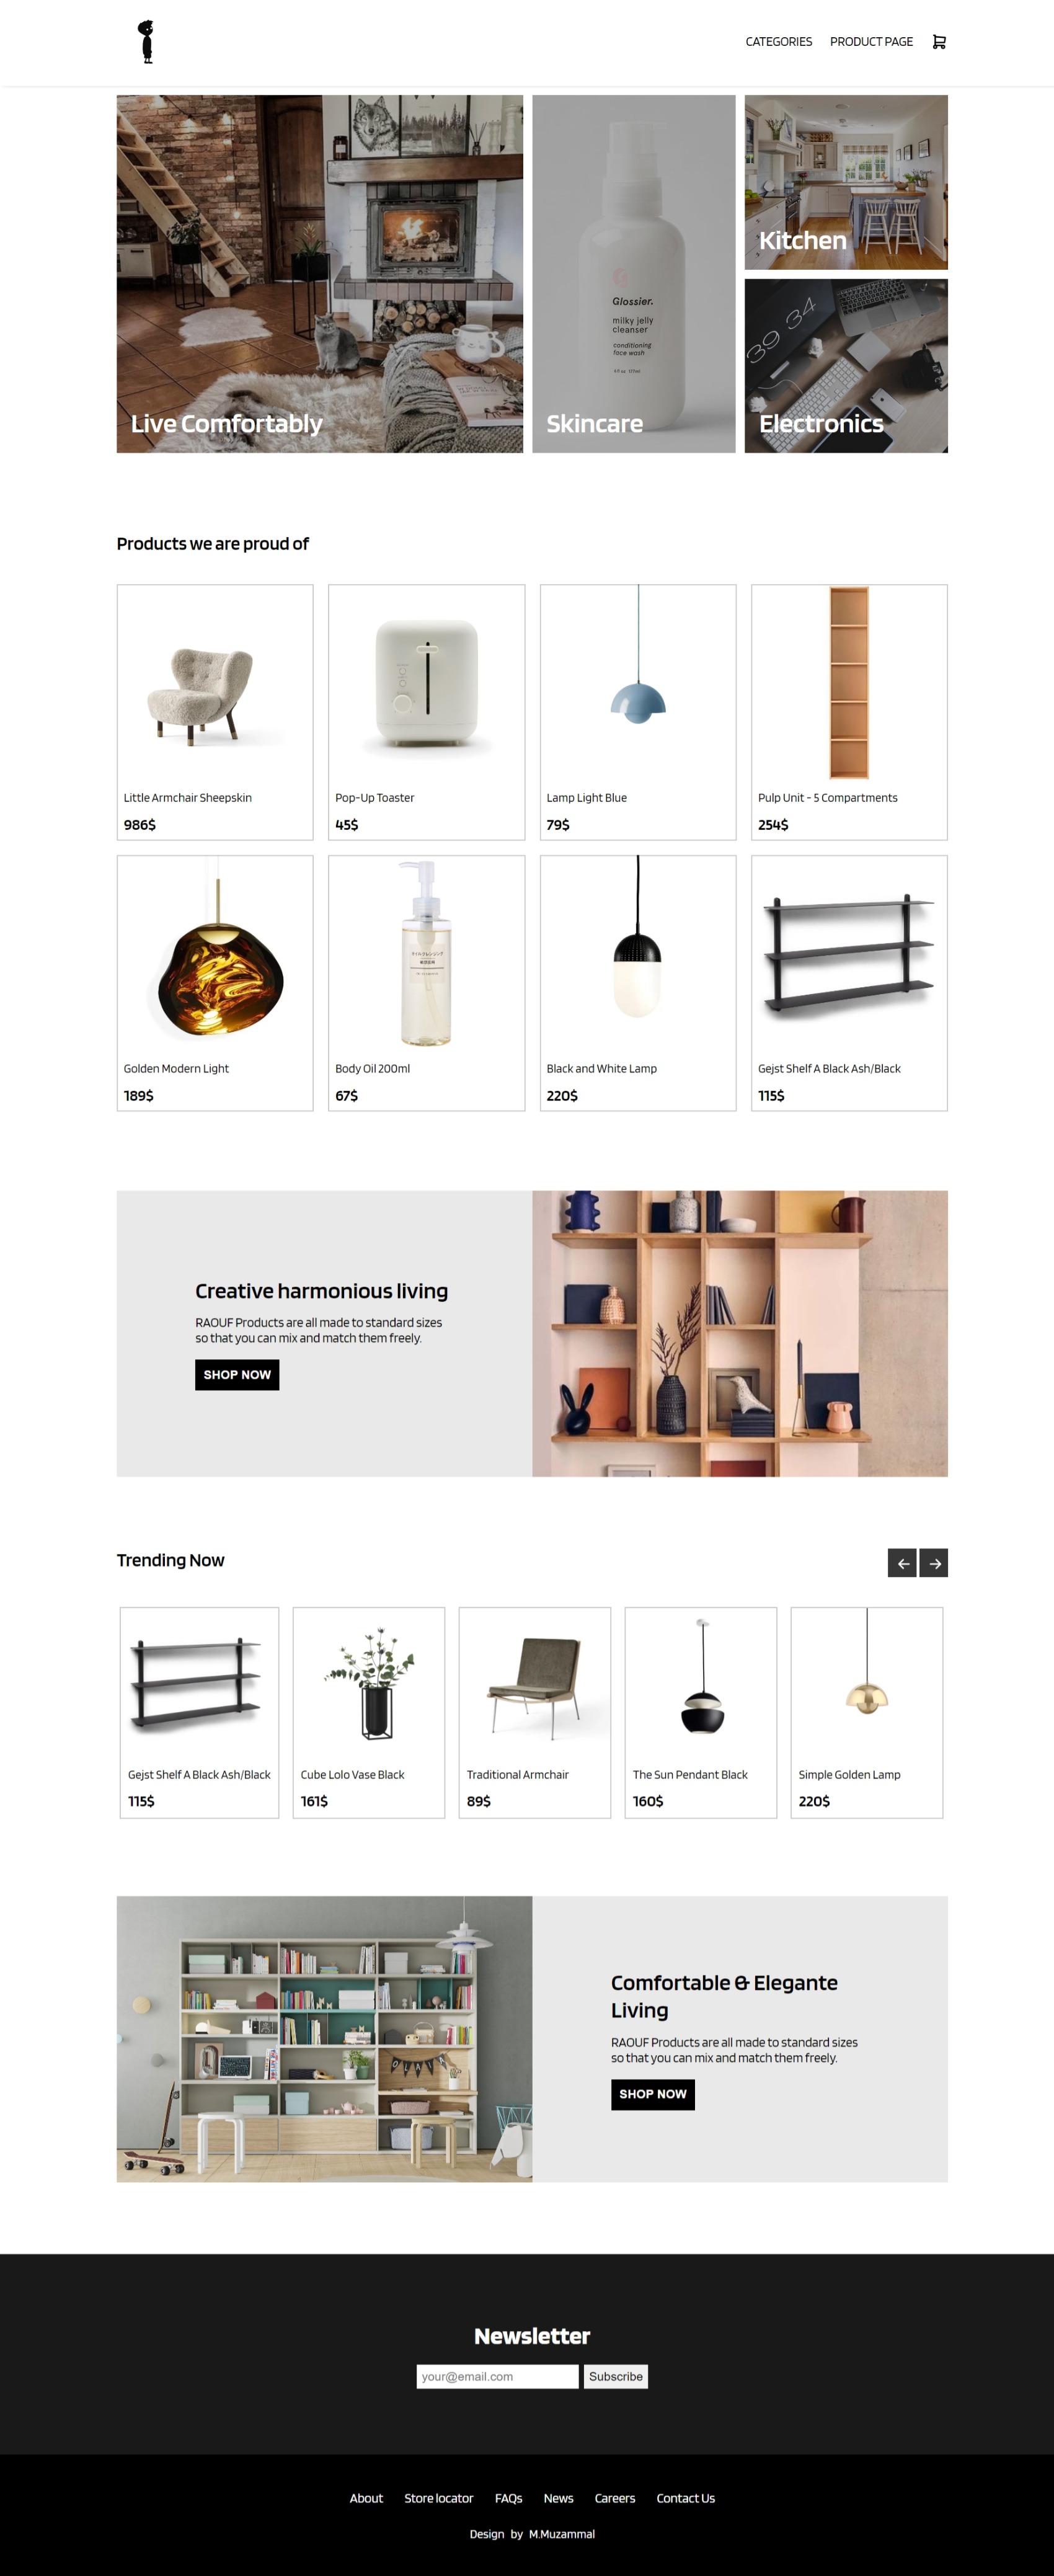 CATEGORIES PRODUCT PAGE
Live Comfortably
Glossier.
milky jelly
cleanser
conditioning
face wash
Skincare
Kitchen
39 34
Electronics
Products we are proud of
Little Armchair Sheepskin
986$
Pop-Up Toaster
45$
Lamp Light Blue
79$
Pulp Unit - 5 Compartments
254$
Golden Modern Light
189$
Body Oil 200ml
67$
Black and White Lamp
220$
Gejst Shelf A Black Ash/Black
115$
Creative harmonious living
RAOUF Products are all made to standard sizes
so that you can mix and match them freely.
SHOP NOW
Trending Now
Gejst Shelf A Black Ash/Black
115$
Cube Lolo Vase Black
161$
Traditional Armchair
89$
The Sun Pendant Black
160$
Simple Golden Lamp
220$
Comfortable & Elegante
Living
RAOUF Products are all made to standard sizes
so that you can mix and match them freely.
SHOP NOW
Newsletter
your@email.com Subscribe
About Store locator FAQs News Careers Contact Us
Design by M.Muzammal